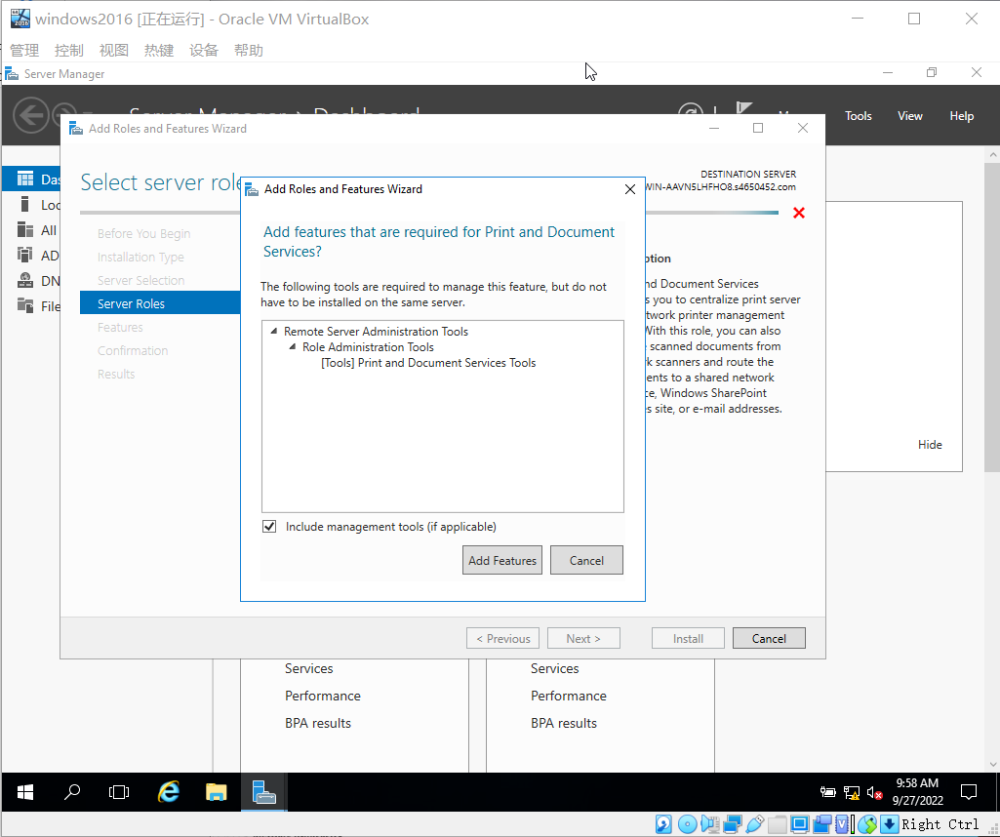 windows2016 [正在运行] - Oracle VM VirtualBox
管理 控制 视图 热键 设备 帮助
Server Manager
Tools View Help
Add Roles and Features Wizard
Select server role
DESTINATION SERVER
WIN-AAVN5LHFHO8.s4650452.com
Before You Begin
Installation Type
Server Selection
Server Roles
Features
Confirmation
Results
Das
Loc
All
AD
DN
File
Add Roles and Features Wizard
Add features that are required for Print and Document
Services?
The following tools are required to manage this feature, but do not
have to be installed on the same server.
Remote Server Administration Tools
Role Administration Tools
[Tools] Print and Document Services Tools
Include management tools (if applicable)
Add Features Cancel
ption
nd Document Services
s you to centralize print server
twork printer management
With this role, you can also
scanned documents from
k scanners and route the
ents to a shared network
ce, Windows SharePoint
s site, or e-mail addresses.
Hide
< Previous Next > Install Cancel
Services Services
Performance Performance
BPA results BPA results
9:58 AM
9/27/2022
Right Ctrl